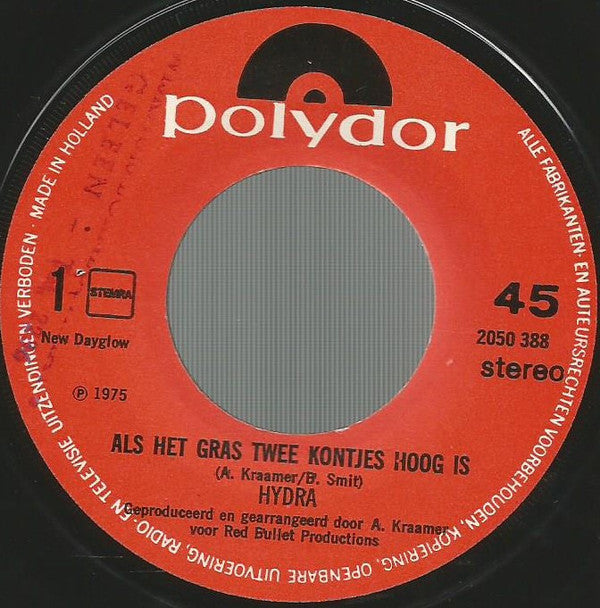 polydor
ALLE FABRIKANTEN- EN AUTEURSRECHTEN VOORBEHOUDEN, KOPIERING, OPENBARE UITVOERING, RADIO- EN TELEVISIE UITZENDINGEN VERBODEN · MADE IN HOLLAND
GELEEN
1
STEMRA
New Dayglow
45
2050 388
stereo
℗ 1975
ALS HET GRAS TWEE KONTJES HOOG IS
(A. Kraamer/B. Smit)
HYDRA
Geproduceerd en gearrangeerd door A. Kraamer
voor Red Bullet Productions